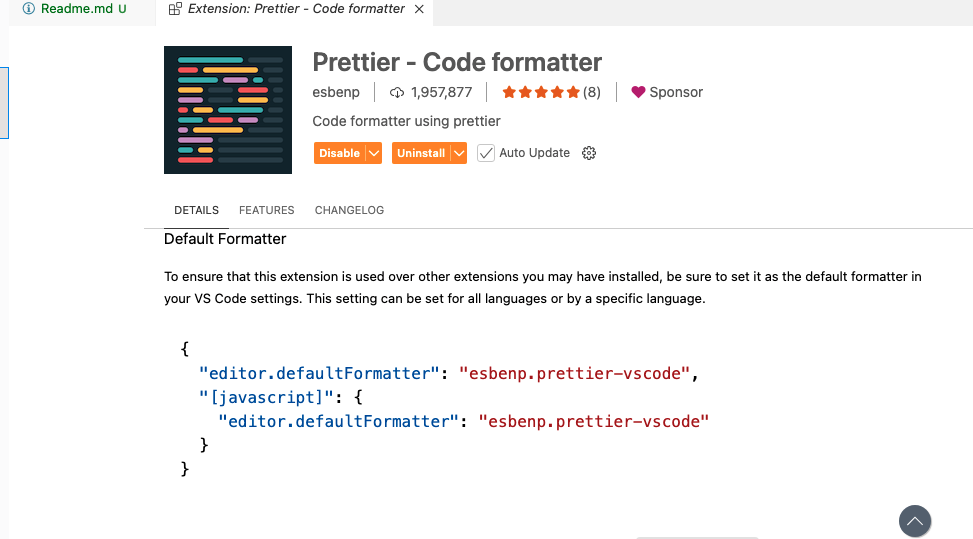 Readme.md U
Extension: Prettier - Code formatter
Prettier - Code formatter
esbenp 1,957,877 (8) Sponsor
Code formatter using prettier
Disable Uninstall Auto Update
DETAILS FEATURES CHANGELOG
Default Formatter
To ensure that this extension is used over other extensions you may have installed, be sure to set it as the default formatter in
your VS Code settings. This setting can be set for all languages or by a specific language.
{
"editor.defaultFormatter": "esbenp.prettier-vscode",
"[javascript]": {
"editor.defaultFormatter": "esbenp.prettier-vscode"
}
}